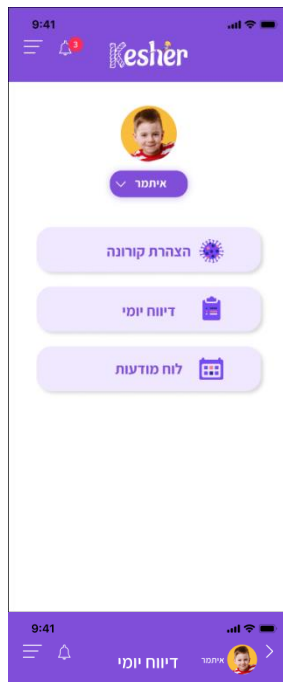 9:41
3
Kesher
איתמר
הצהרת קורונה
דיווח יומי
לוח מודעות
9:41
איתמר
דיווח יומי